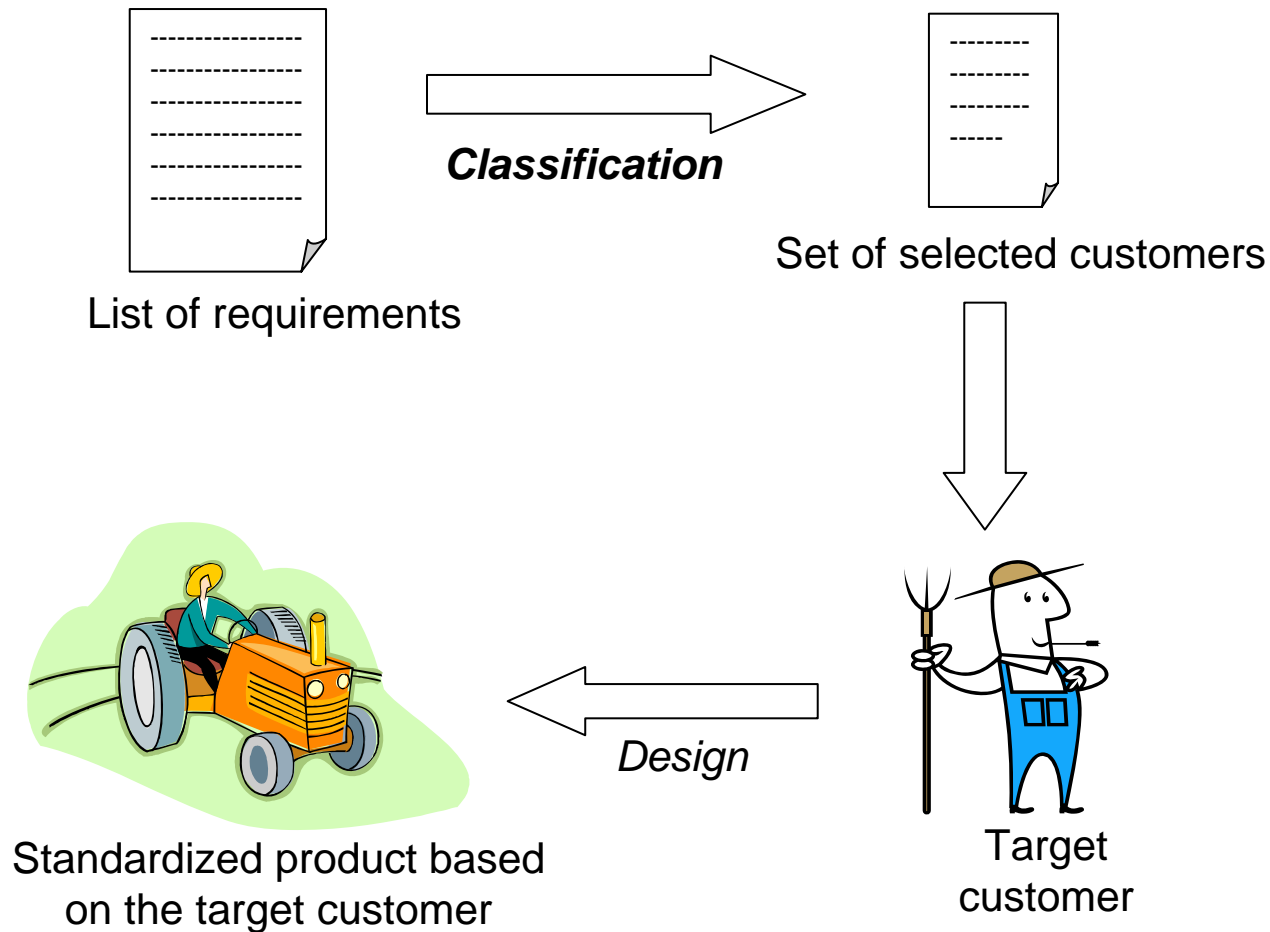 List of requirements
Classification
Set of selected customers
Target
customer
Design
Standardized product based
on the target customer